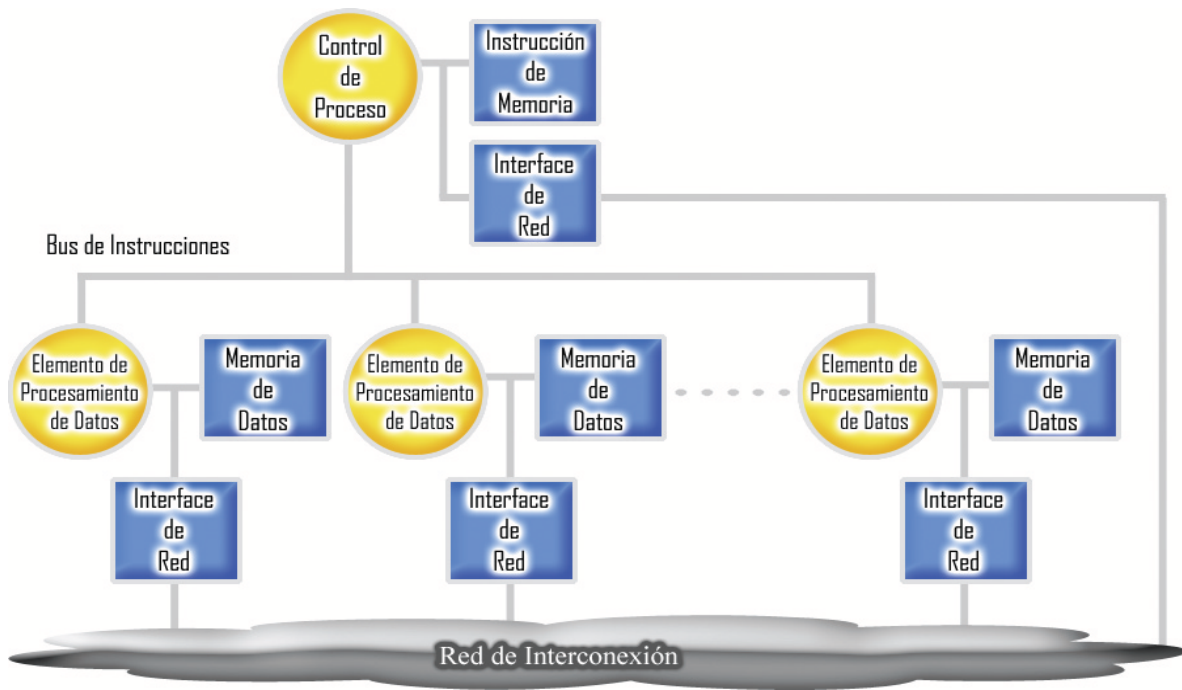 Control
de
Proceso
Instrucción
de
Memoria
Interface
de
Red
Bus de Instrucciones
Elemento de
Procesamiento
de Datos
Memoria
de
Datos
Elemento de
Procesamiento
de Datos
Memoria
de
Datos
Elemento de
Procesamiento
de Datos
Memoria
de
Datos
Interface
de
Red
Interface
de
Red
Interface
de
Red
Red de Interconexión